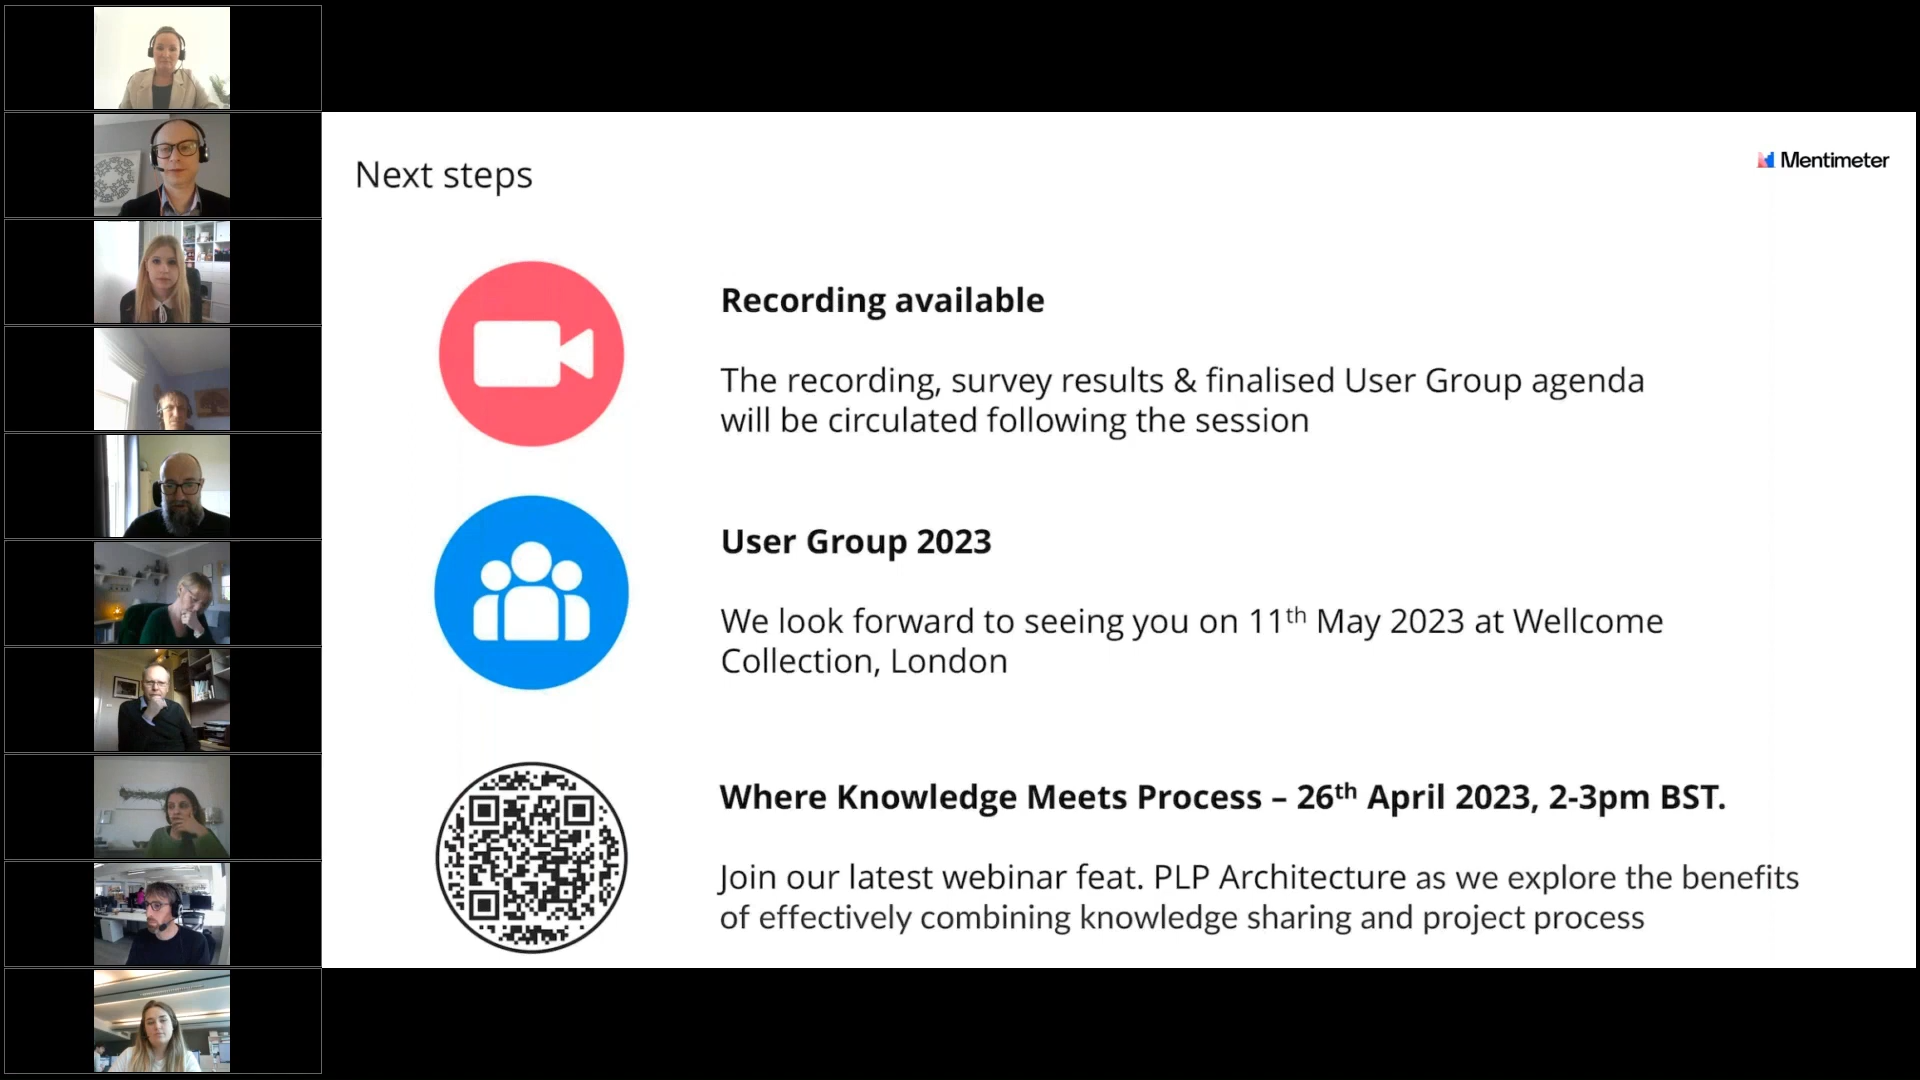 Next steps
Mentimeter
Recording available
The recording, survey results & finalised User Group agenda
will be circulated following the session
User Group 2023
We look forward to seeing you on 11th May 2023 at Wellcome
Collection, London
Where Knowledge Meets Process – 26th April 2023, 2-3pm BST.
Join our latest webinar feat. PLP Architecture as we explore the benefits
of effectively combining knowledge sharing and project process